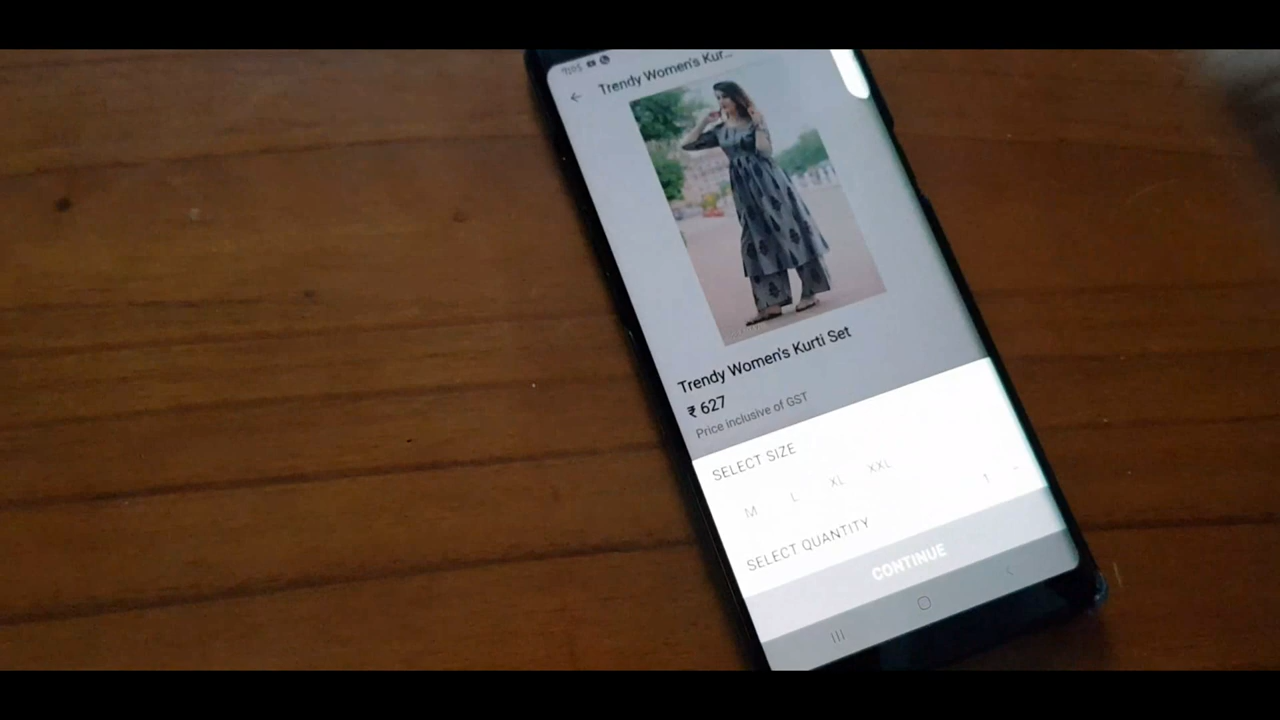 Trendy Women's Kur...
Trendy Women's Kurti Set
₹ 627
Price inclusive of GST
SELECT SIZE
M L XL XXL
SELECT QUANTITY
1
CONTINUE